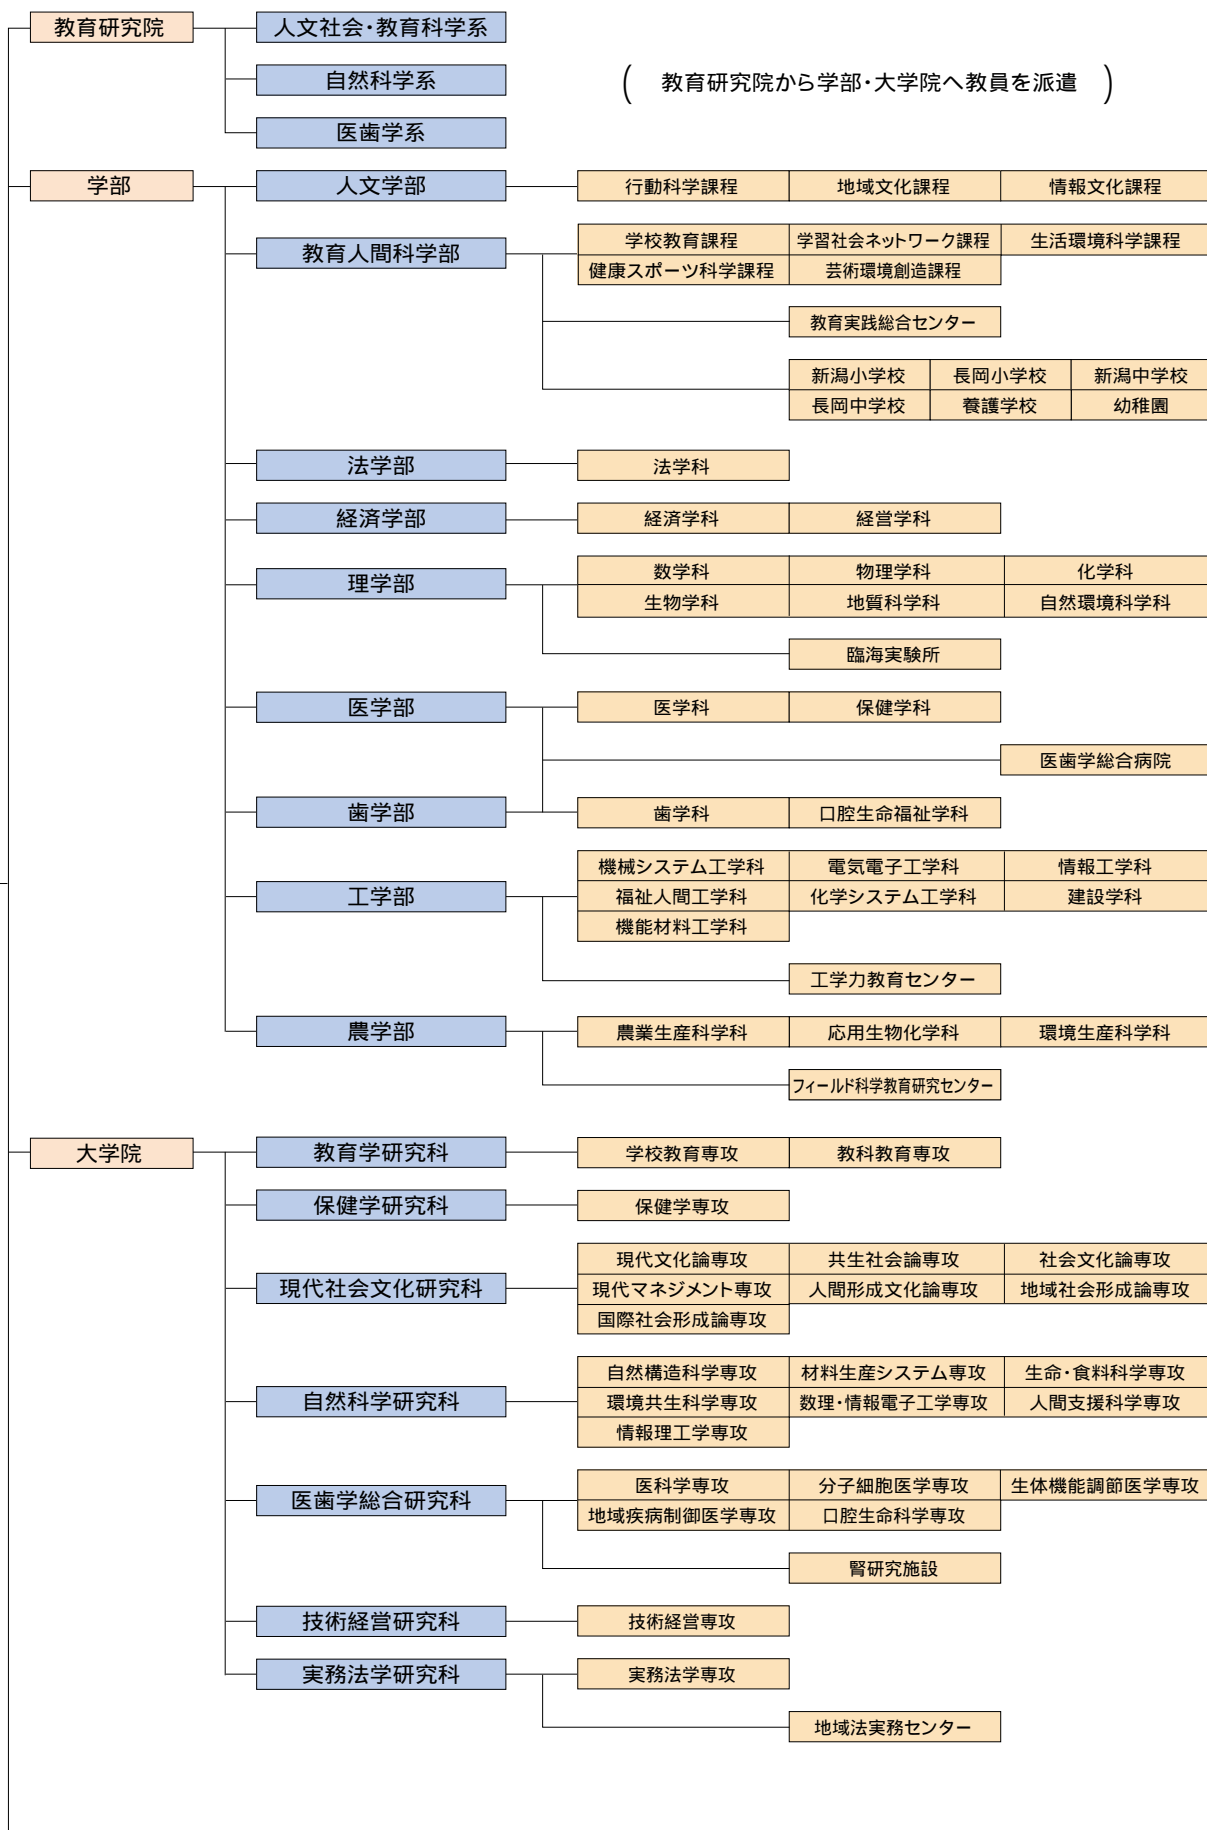 教育研究院 人文社会・教育科学系
自然科学系 ( 教育研究院から学部・大学院へ教員を派遣 )
医歯学系
学部 人文学部 行動科学課程 地域文化課程 情報文化課程
教育人間科学部 学校教育課程 学習社会ネットワーク課程 生活環境科学課程
健康スポーツ科学課程 芸術環境創造課程
教育実践総合センター
新潟小学校 長岡小学校 新潟中学校
長岡中学校 養護学校 幼稚園
法学部 法学科
経済学部 経済学科 経営学科
理学部 数学科 物理学科 化学科
生物学科 地質科学科 自然環境科学科
臨海実験所
医学部 医学科 保健学科
医歯学総合病院
歯学部 歯学科 口腔生命福祉学科
工学部 機械システム工学科 電気電子工学科 情報工学科
福祉人間工学科 化学システム工学科 建設学科
機能材料工学科
工学力教育センター
農学部 農業生産科学科 応用生物化学科 環境生産科学科
フィールド科学教育研究センター
大学院 教育学研究科 学校教育専攻 教科教育専攻
保健学研究科 保健学専攻
現代社会文化研究科 現代文化論専攻 共生社会論専攻 社会文化論専攻
現代マネジメント専攻 人間形成文化論専攻 地域社会形成論専攻
国際社会形成論専攻
自然科学研究科 自然構造科学専攻 材料生産システム専攻 生命・食料科学専攻
環境共生科学専攻 数理・情報電子工学専攻 人間支援科学専攻
情報理工学専攻
医歯学総合研究科 医科学専攻 分子細胞医学専攻 生体機能調節医学専攻
地域疾病制御医学専攻 口腔生命科学専攻
腎研究施設
技術経営研究科 技術経営専攻
実務法学研究科 実務法学専攻
地域法実務センター